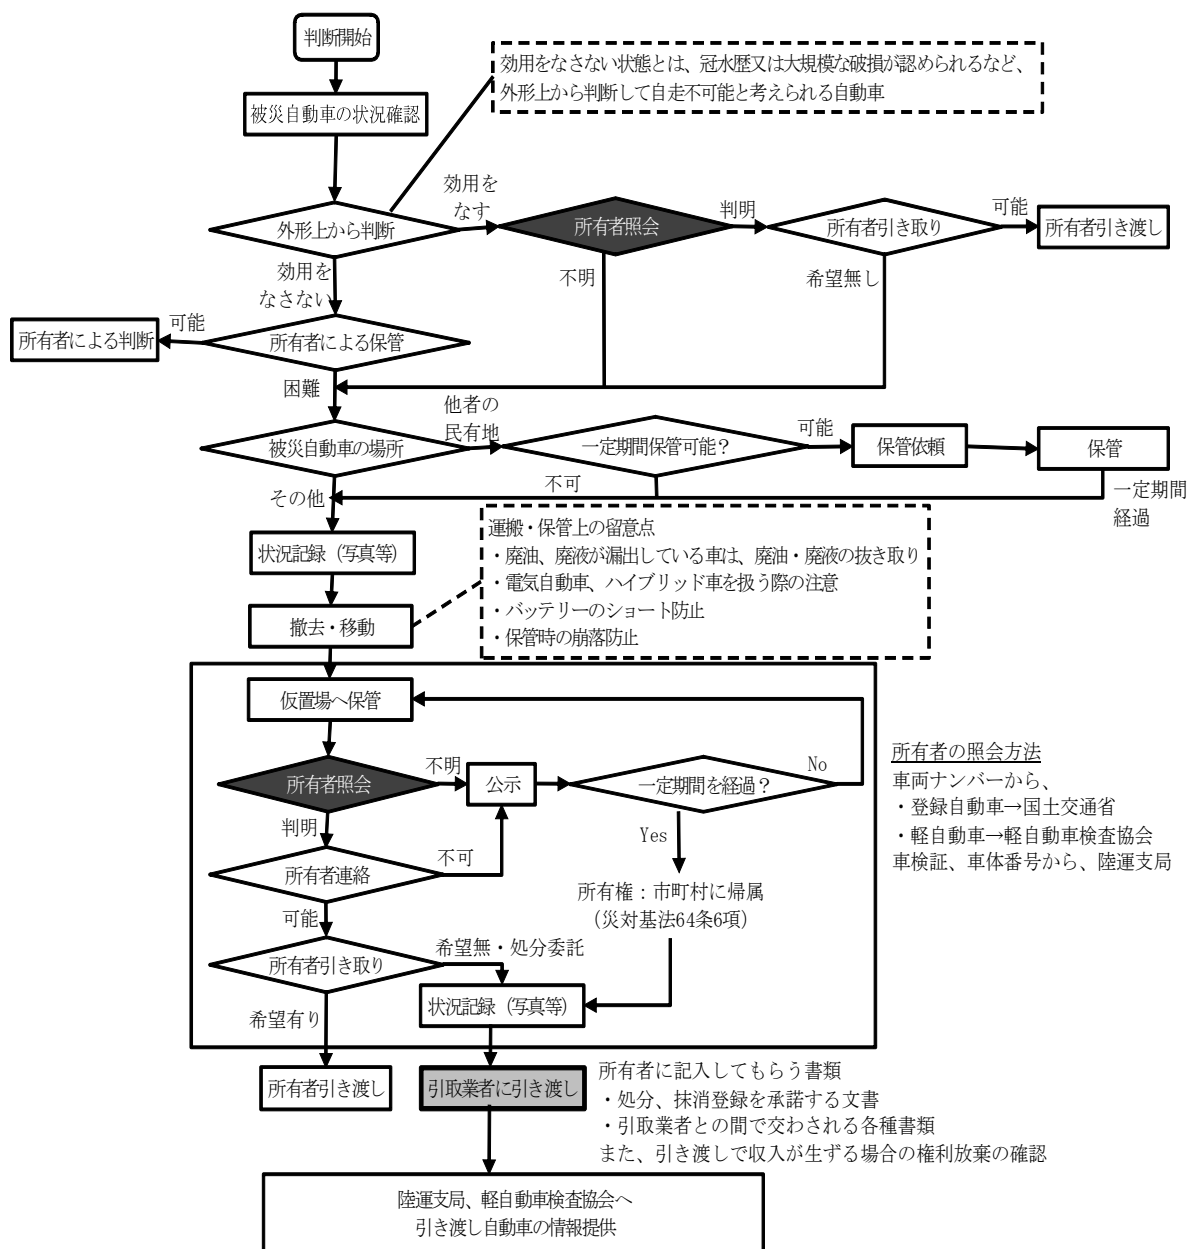 判断開始
効用をなさない状態とは、冠水歴又は大規模な破損が認められるなど、
外形上から判断して自走不可能と考えられる自動車
被災自動車の状況確認
効用を
なす
外形上から判断
所有者照会
判明
所有者引き取り
可能
所有者引き渡し
効用を
なさない
不明
希望無し
所有者による判断
可能
所有者による保管
困難
他者の
民有地
被災自動車の場所
一定期間保管可能？
可能
保管依頼
保管
その他
不可
一定期間
経過
状況記録（写真等）
運搬・保管上の留意点
・廃油、廃液が漏出している車は、廃油・廃液の抜き取り
・電気自動車、ハイブリッド車を扱う際の注意
・バッテリーのショート防止
・保管時の崩落防止
撤去・移動
仮置場へ保管
所有者照会
不明
公示
一定期間を経過？
No
所有者の照会方法
車両ナンバーから、
・登録自動車→国土交通省
・軽自動車→軽自動車検査協会
車検証、車体番号から、陸運支局
判明
不可
Yes
所有者連絡
所有権：市町村に帰属
（災対基法64条6項）
可能
所有者引き取り
希望無・処分委託
状況記録（写真等）
希望有り
所有者引き渡し
引取業者に引き渡し
所有者に記入してもらう書類
・処分、抹消登録を承諾する文書
・引取業者との間で交わされる各種書類
また、引き渡しで収入が生ずる場合の権利放棄の確認
陸運支局、軽自動車検査協会へ
引き渡し自動車の情報提供